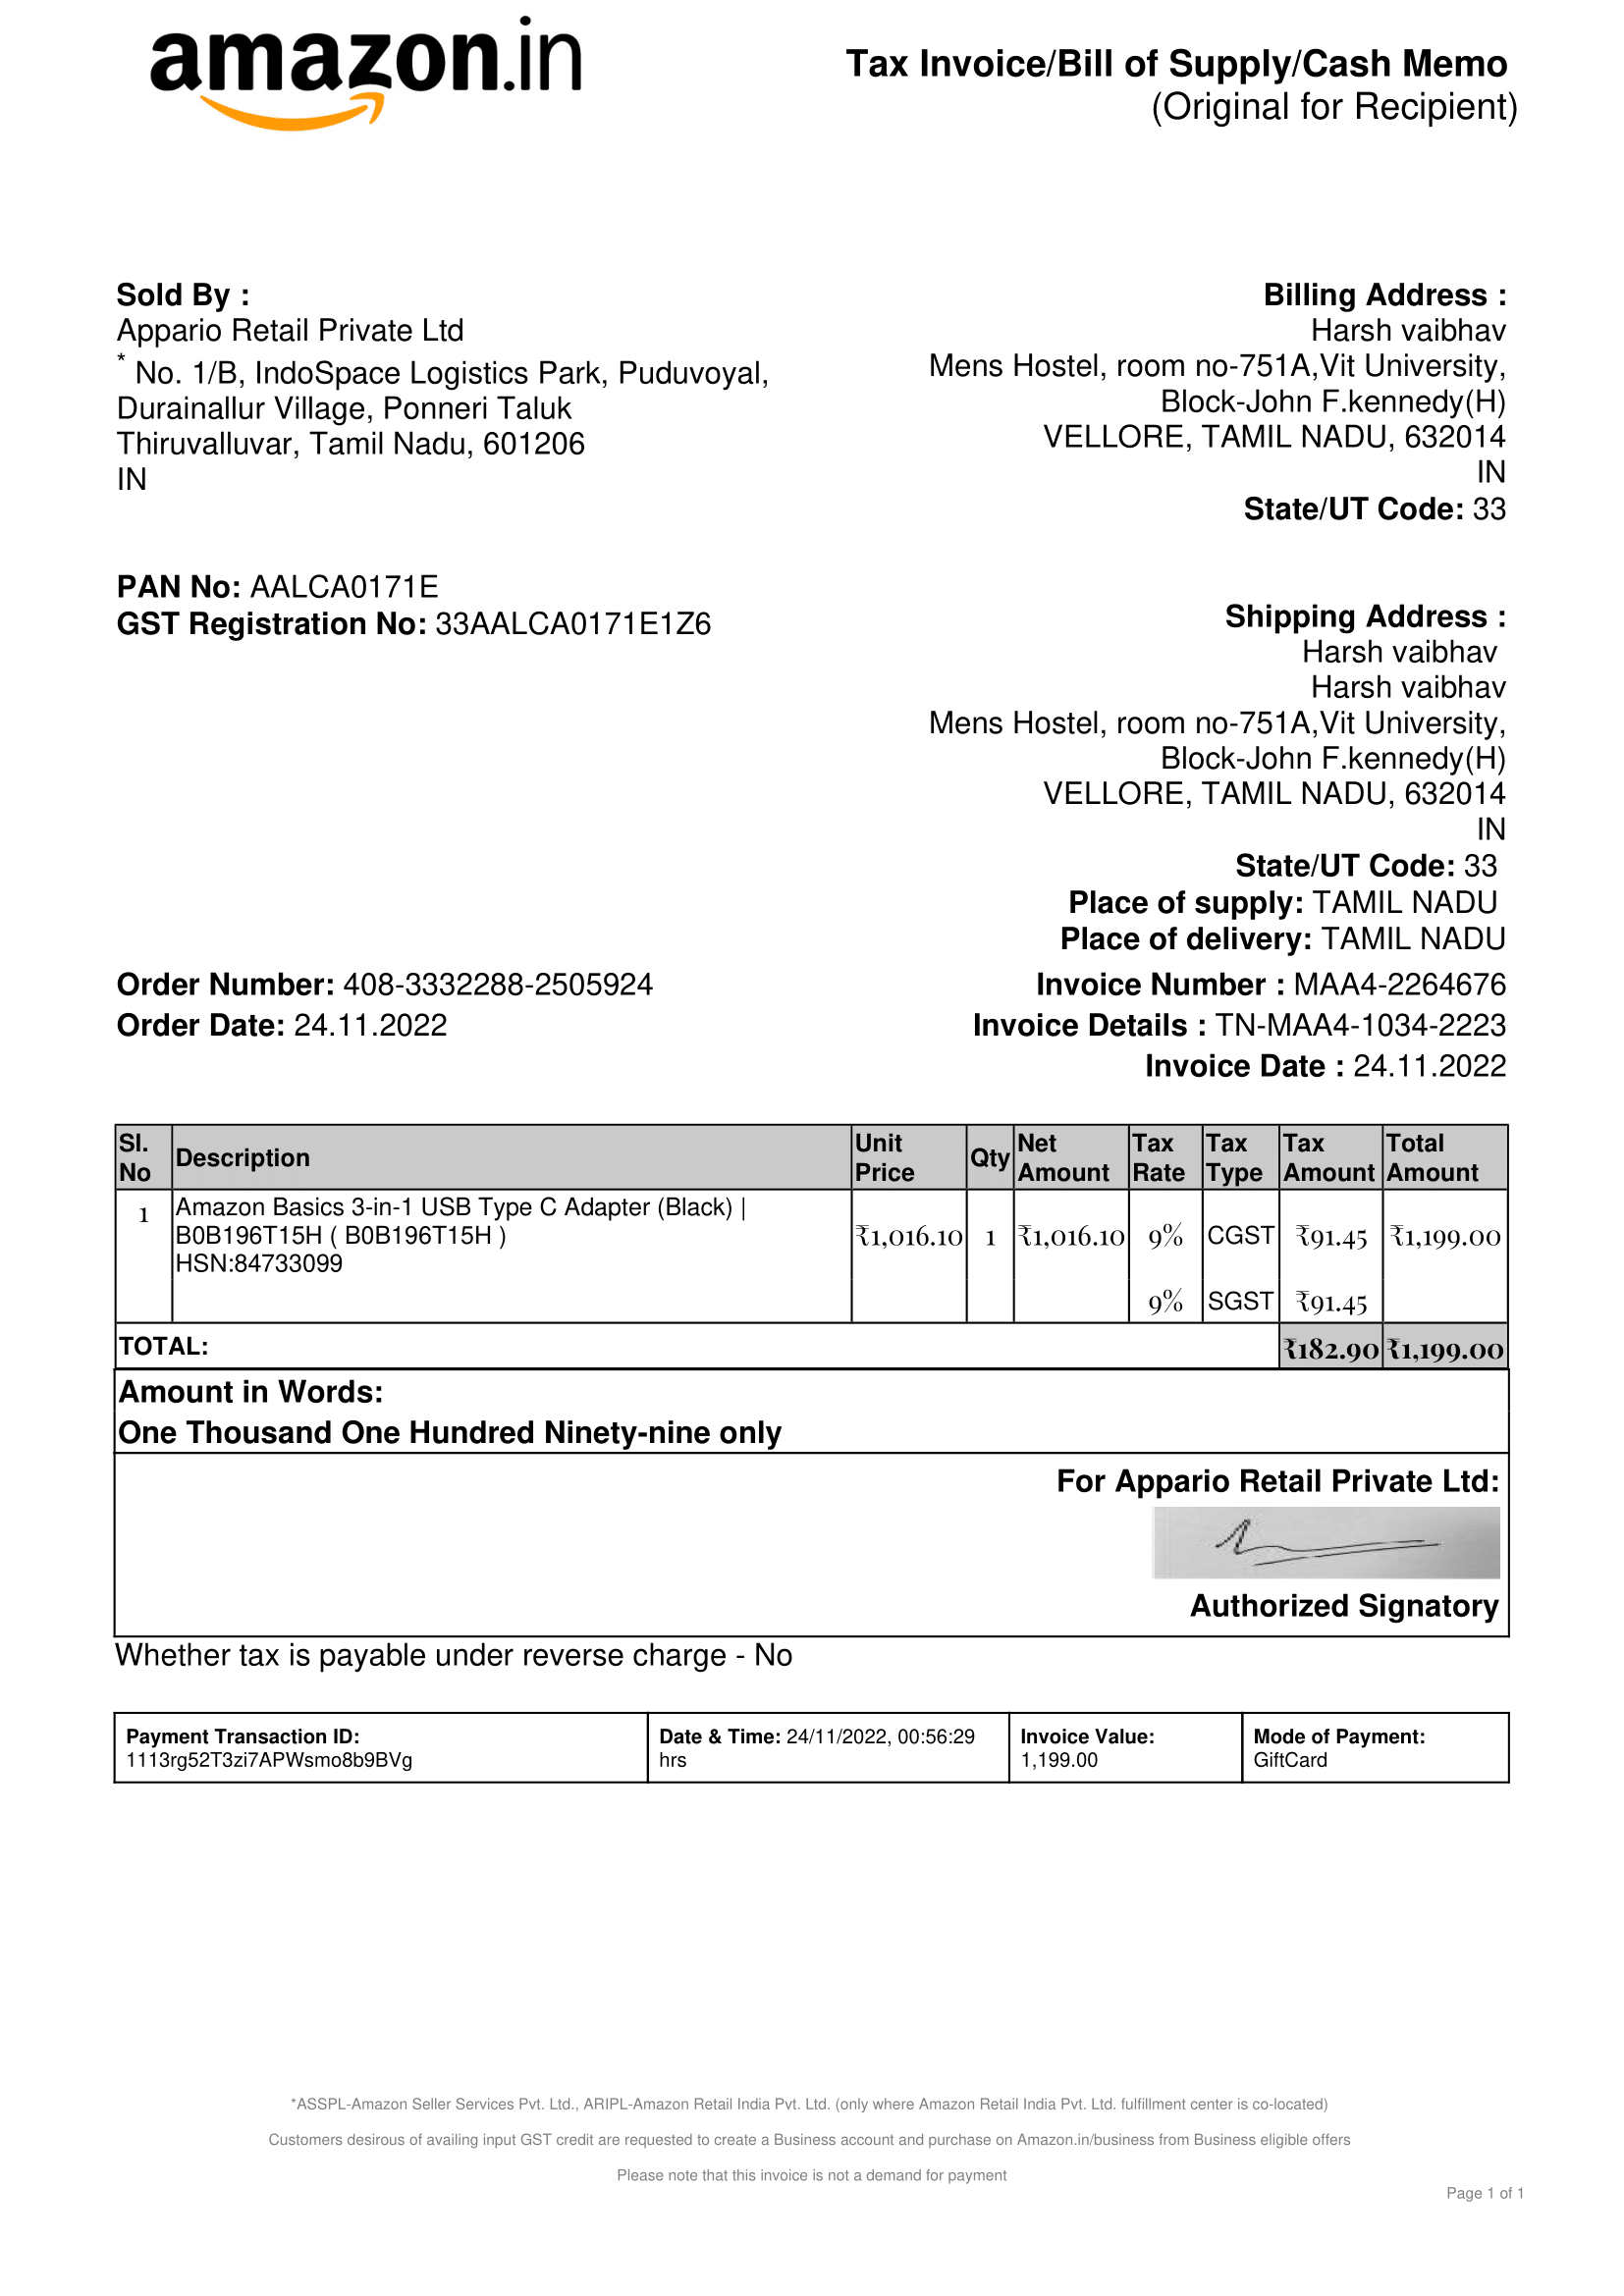 amazon.in
Tax Invoice/Bill of Supply/Cash Memo
(Original for Recipient)
Sold By :
Appario Retail Private Ltd
* No. 1/B, IndoSpace Logistics Park, Puduvoyal,
Durainallur Village, Ponneri Taluk
Thiruvalluvar, Tamil Nadu, 601206
IN
PAN No: AALCA0171E
GST Registration No: 33AALCA0171E1Z6
Billing Address :
Harsh vaibhav
Mens Hostel, room no-751A,Vit University,
Block-John F.kennedy(H)
VELLORE, TAMIL NADU, 632014
IN
State/UT Code: 33
Shipping Address :
Harsh vaibhav
Harsh vaibhav
Mens Hostel, room no-751A,Vit University,
Block-John F.kennedy(H)
VELLORE, TAMIL NADU, 632014
IN
State/UT Code: 33
Place of supply: TAMIL NADU
Place of delivery: TAMIL NADU
Order Number: 408-3332288-2505924
Order Date: 24.11.2022
Invoice Number : MAA4-2264676
Invoice Details : TN-MAA4-1034-2223
Invoice Date : 24.11.2022
Sl. No Description Unit Price Qty Net Amount Tax Rate Tax Type Tax Amount Total Amount
1 Amazon Basics 3-in-1 USB Type C Adapter (Black) |
B0B196T15H ( B0B196T15H ) ₹1,016.10 1 ₹1,016.10 9% CGST ₹91.45 ₹1,199.00
HSN:84733099
9% SGST ₹91.45
TOTAL: ₹182.90 ₹1,199.00
Amount in Words:
One Thousand One Hundred Ninety-nine only
For Appario Retail Private Ltd:
Authorized Signatory
Whether tax is payable under reverse charge - No
Payment Transaction ID:
1113rg52T3zi7APWsmo8b9BVg
Date & Time: 24/11/2022, 00:56:29
hrs
Invoice Value:
1,199.00
Mode of Payment:
GiftCard
*ASSPL-Amazon Seller Services Pvt. Ltd., ARIPL-Amazon Retail India Pvt. Ltd. (only where Amazon Retail India Pvt. Ltd. fulfillment center is co-located)
Customers desirous of availing input GST credit are requested to create a Business account and purchase on Amazon.in/business from Business eligible offers
Please note that this invoice is not a demand for payment
Page 1 of 1